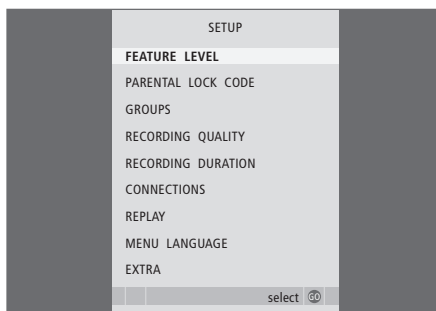 SETUP
FEATURE LEVEL
PARENTAL LOCK CODE
GROUPS
RECORDING QUALITY
RECORDING DURATION
CONNECTIONS
REPLAY
MENU LANGUAGE
EXTRA
select GO